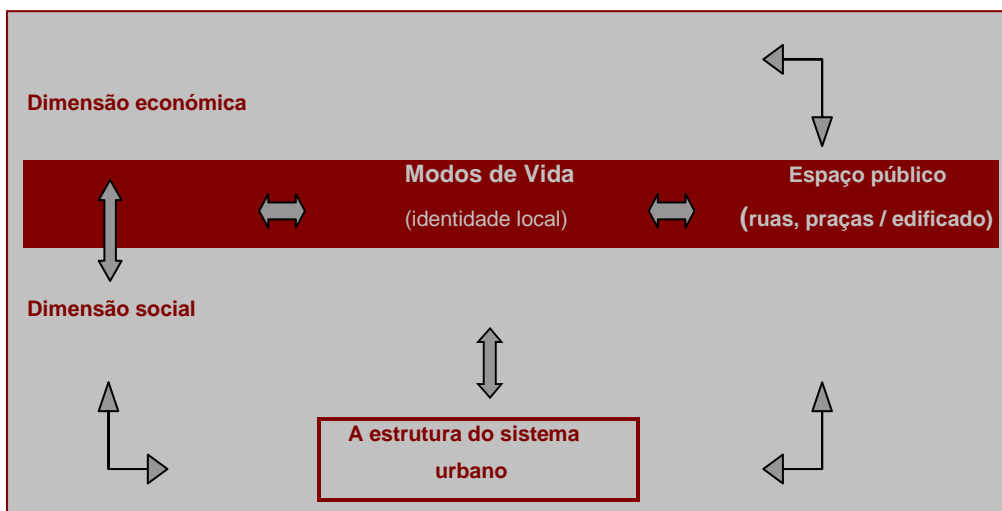 Dimensão económica
Modos de Vida
(identidade local)
Espaço público
(ruas, praças / edificado)
Dimensão social
A estrutura do sistema
urbano